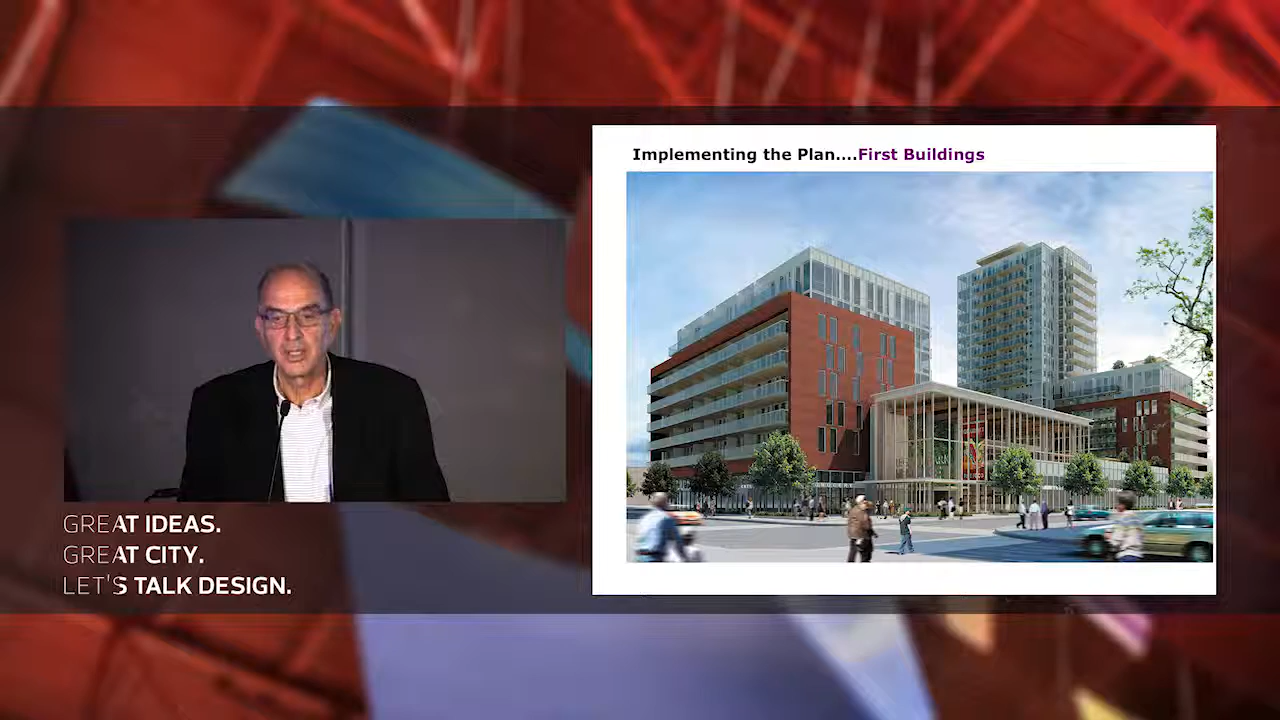 Implementing the Plan....First Buildings
GREAT IDEAS.
GREAT CITY.
LET'S TALK DESIGN.